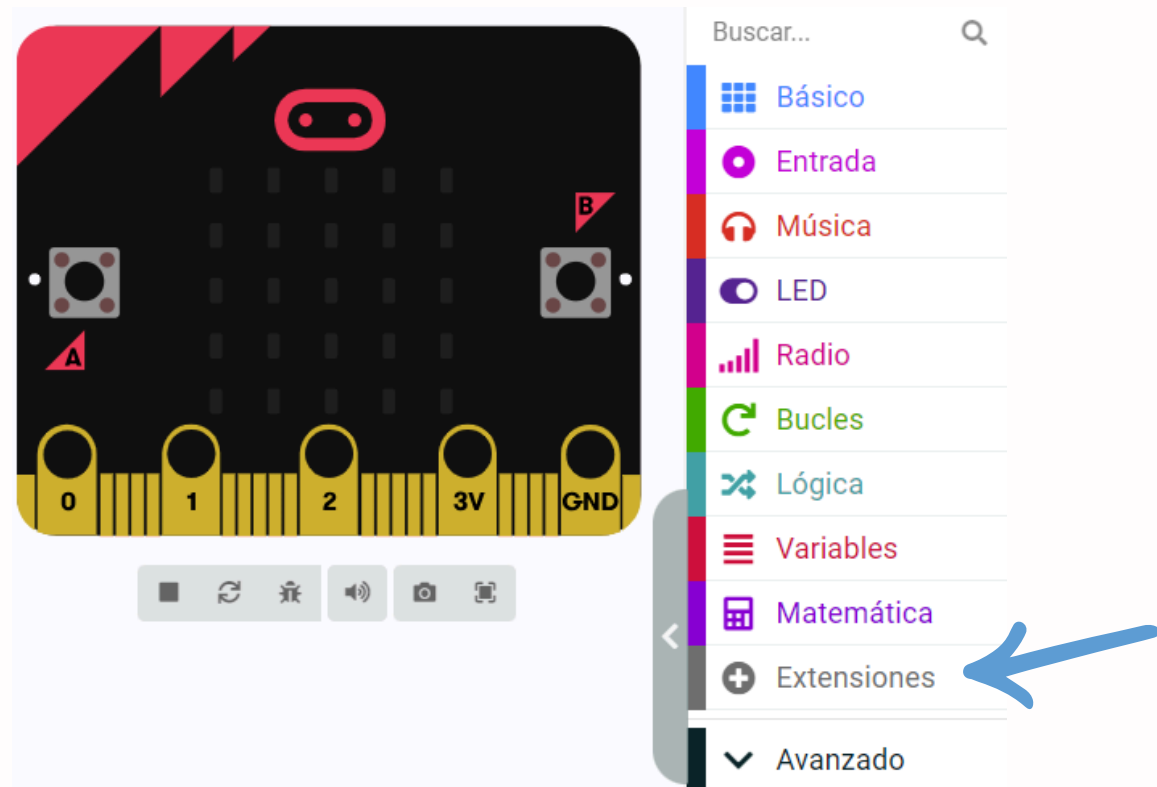 B
A
0
1
2
3V
GND
Buscar...
Básico
Entrada
Música
LED
Radio
Bucles
Lógica
Variables
Matemática
Extensiones
Avanzado